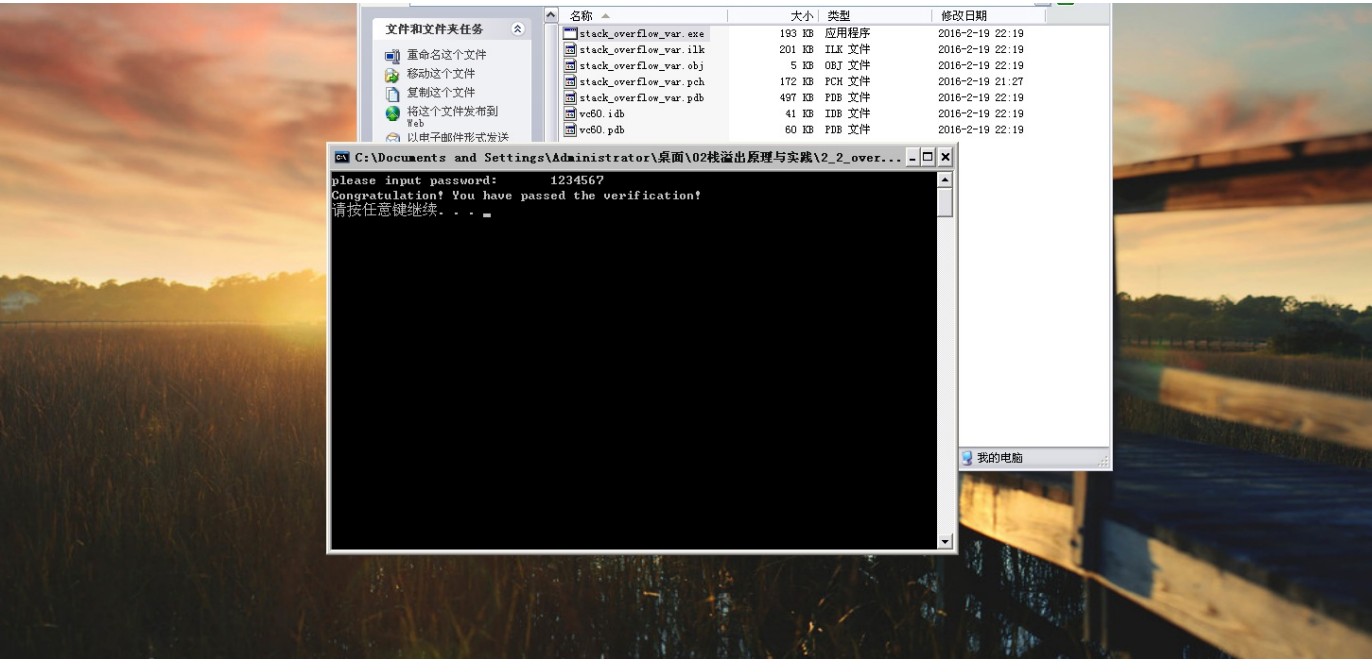 文件和文件夹任务
重命名这个文件
移动这个文件
复制这个文件
将这个文件发布到
Web
以电子邮件形式发送
名称 大小 类型 修改日期
stack_overflow_var.exe 193 KB 应用程序 2016-2-19 22:19
stack_overflow_var.ilk 201 KB ILK 文件 2016-2-19 22:19
stack_overflow_var.obj 5 KB OBJ 文件 2016-2-19 22:19
stack_overflow_var.pch 172 KB PCH 文件 2016-2-19 21:27
stack_overflow_var.pdb 497 KB PDB 文件 2016-2-19 22:19
vc60.idb 41 KB IDB 文件 2016-2-19 22:19
vc60.pdb 60 KB PDB 文件 2016-2-19 22:19
C:\Documents and Settings\Administrator\桌面\02栈溢出原理与实践\2_2_over...
please input password: 1234567
Congratulation! You have passed the verification!
请按任意键继续. . .
我的电脑